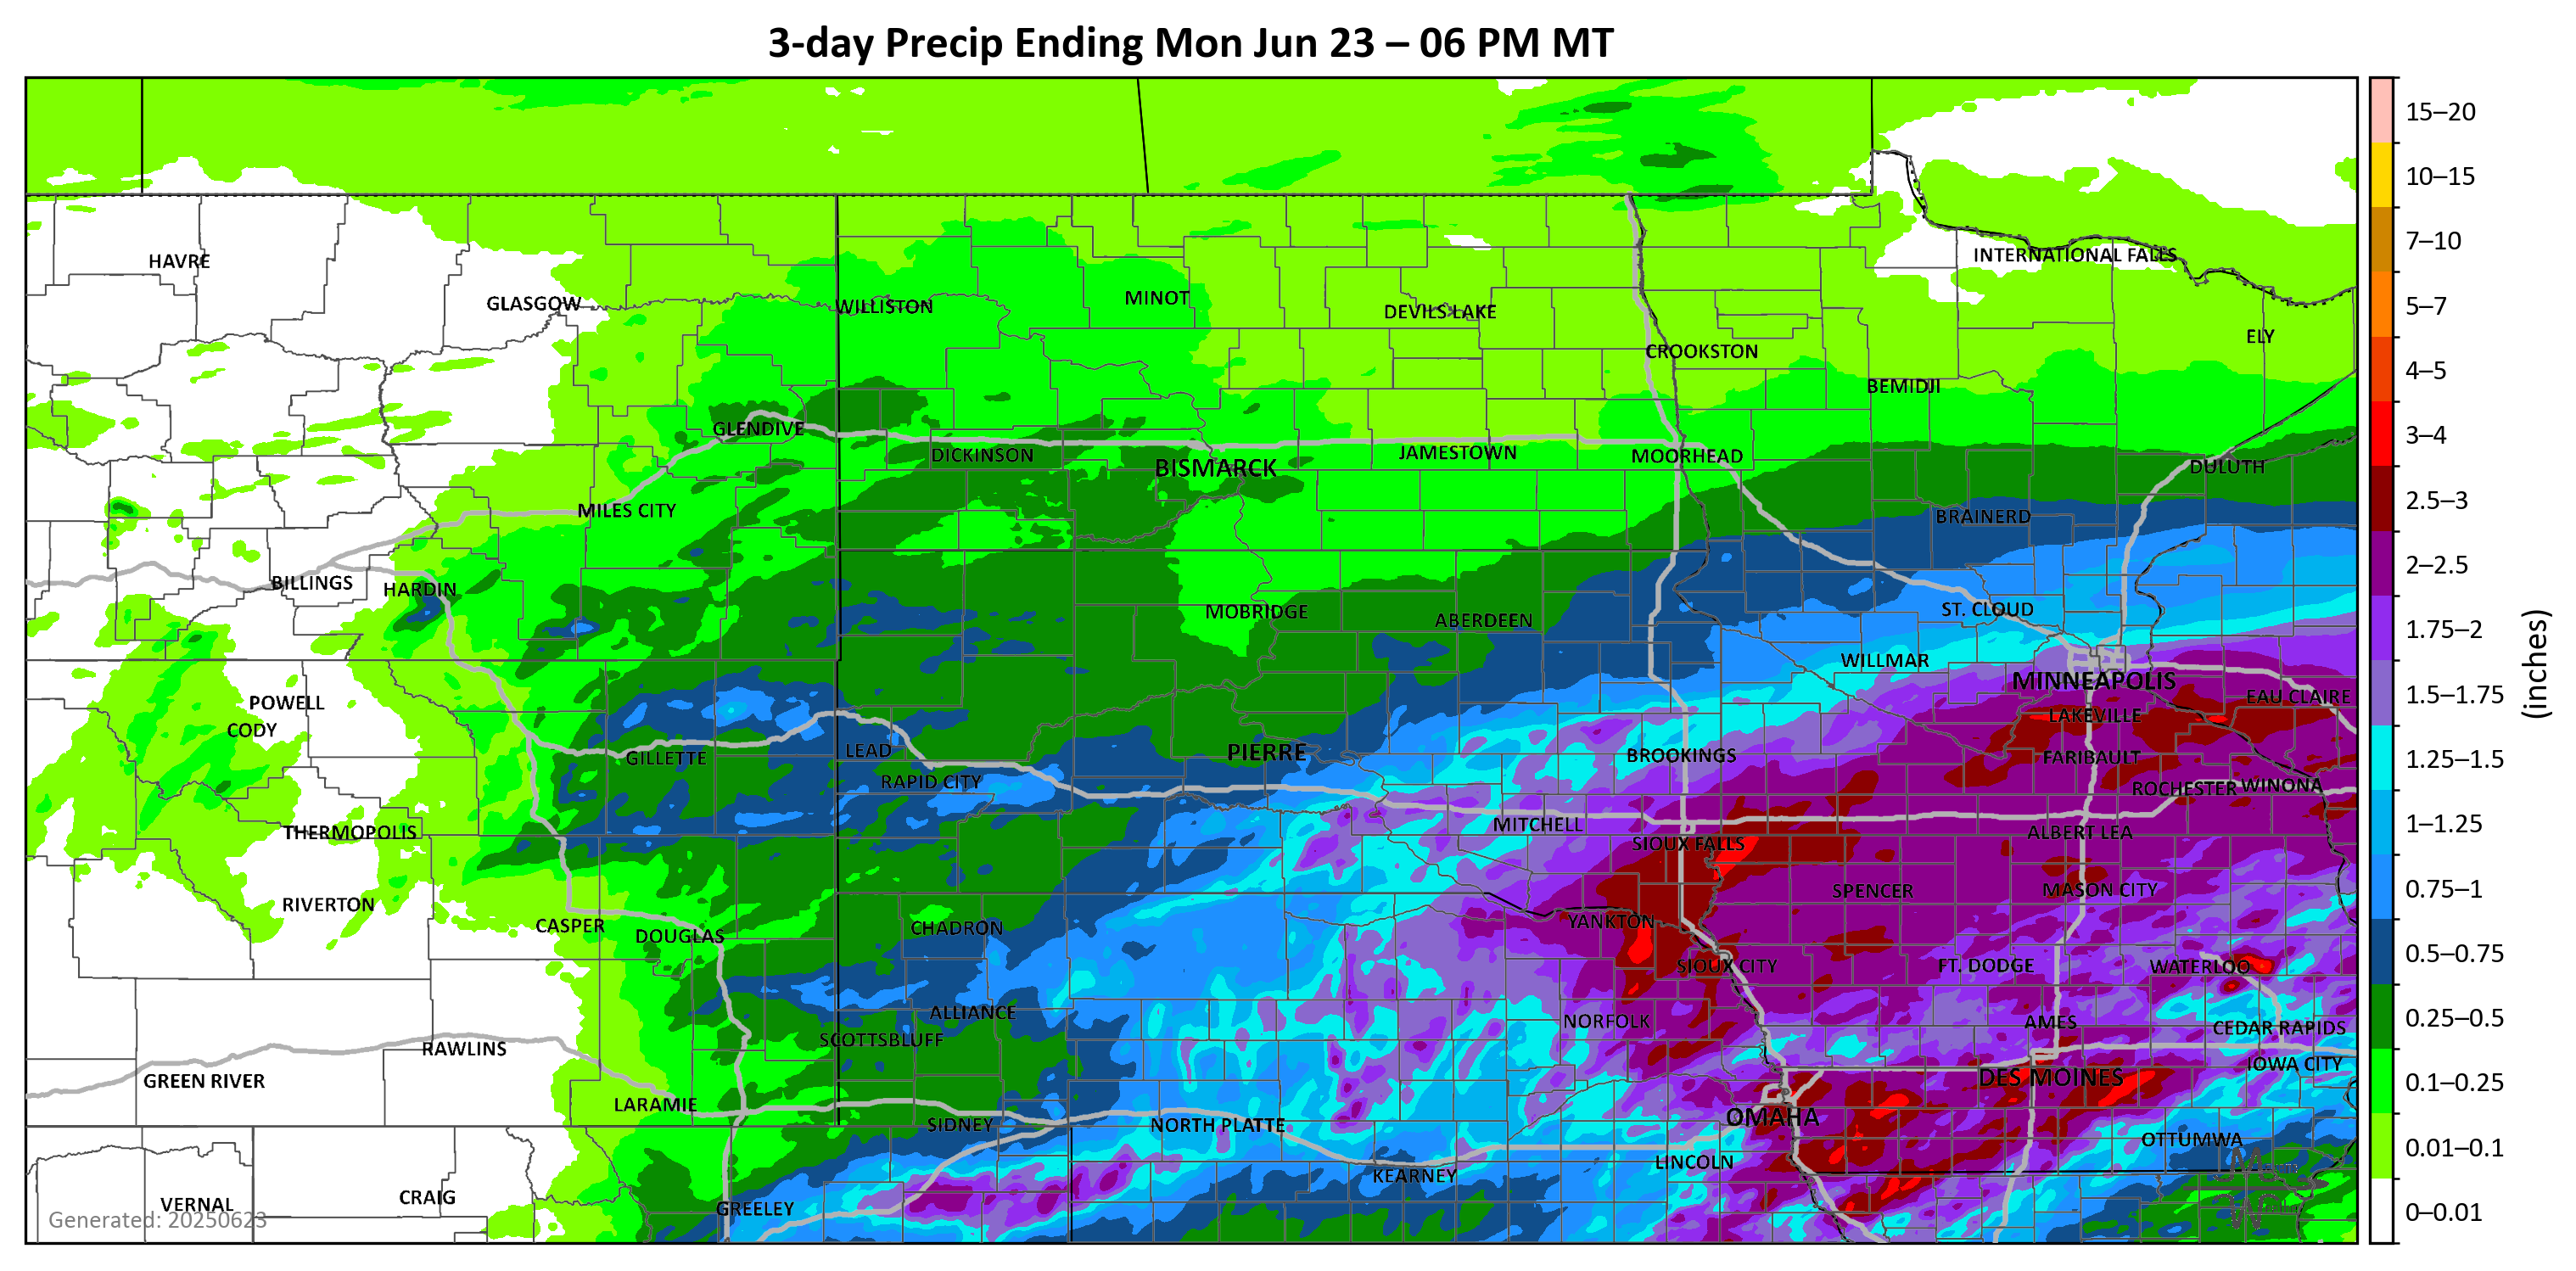 3-day Precip Ending Mon Jun 23 – 06 PM MT
15–20
10–15
7–10
5–7
4–5
3–4
2.5–3
2–2.5
1.75–2
1.5–1.75
1.25–1.5
1–1.25
0.75–1
0.5–0.75
0.25–0.5
0.1–0.25
0.01–0.1
0–0.01
(inches)
HAVRE
INTERNATIONAL FALLS
GLASGOW
WILLISTON
MINOT
DEVILS LAKE
ELY
CROOKSTON
BEMIDJI
GLENDIVE
DICKINSON
BISMARCK
JAMESTOWN
MOORHEAD
DULUTH
MILES CITY
BRAINERD
BILLINGS
HARDIN
MOBRIDGE
ABERDEEN
ST. CLOUD
WILLMAR
MINNEAPOLIS
POWELL
EAU CLAIRE
CODY
LAKEVILLE
GILLETTE
LEAD
PIERRE
BROOKINGS
FARIBAULT
RAPID CITY
ROCHESTER
WINONA
THERMOPOLIS
MITCHELL
ALBERT LEA
SIOUX FALLS
RIVERTON
SPENCER
MASON CITY
CASPER
DOUGLAS
CHADRON
YANKTON
SIOUX CITY
FT. DODGE
WATERLOO
ALLIANCE
NORFOLK
AMES
CEDAR RAPIDS
SCOTTSBLUFF
RAWLINS
IOWA CITY
GREEN RIVER
DES MOINES
LARAMIE
SIDNEY
NORTH PLATTE
OMAHA
OTTUMWA
LINCOLN
KEARNEY
VERNAL
CRAIG
GREELEY
Generated: 20250623